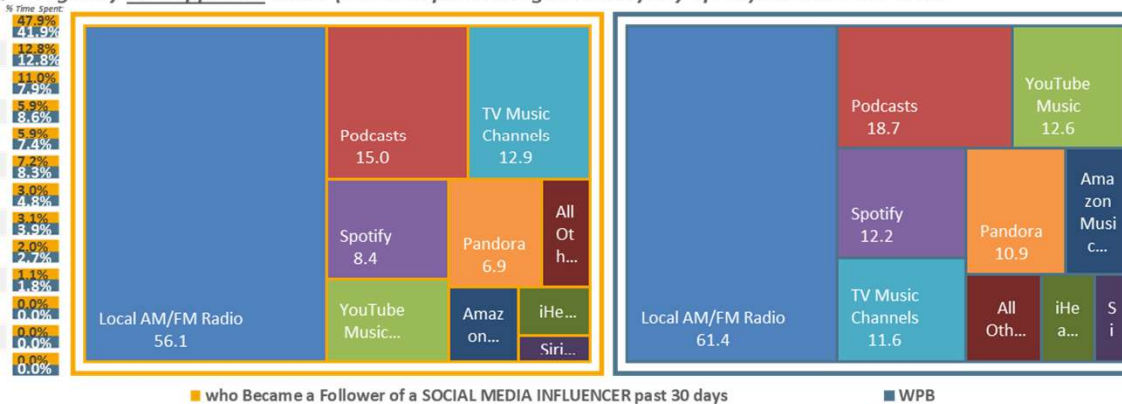 % Time Spent:
47.9%
41.9%
12.8%
12.8%
11.0%
7.9%
5.9%
8.6%
5.9%
7.4%
7.2%
8.3%
3.0%
4.8%
3.1%
3.9%
2.0%
2.7%
1.1%
1.8%
0.0%
0.0%
0.0%
0.0%
0.0%
0.0%
Local AM/FM Radio
56.1
Podcasts
15.0
TV Music
Channels
12.9
Spotify
8.4
Pandora
6.9
All
Ot
h...
YouTube
Music...
Amaz
on...
iHe...
Siri...
Local AM/FM Radio
61.4
Podcasts
18.7
YouTube
Music
12.6
Spotify
12.2
Pandora
10.9
Ama
zon
Musi
c...
TV Music
Channels
11.6
All
Oth...
iHe
a...
S
i
who Became a Follower of a SOCIAL MEDIA INFLUENCER past 30 days
WPB